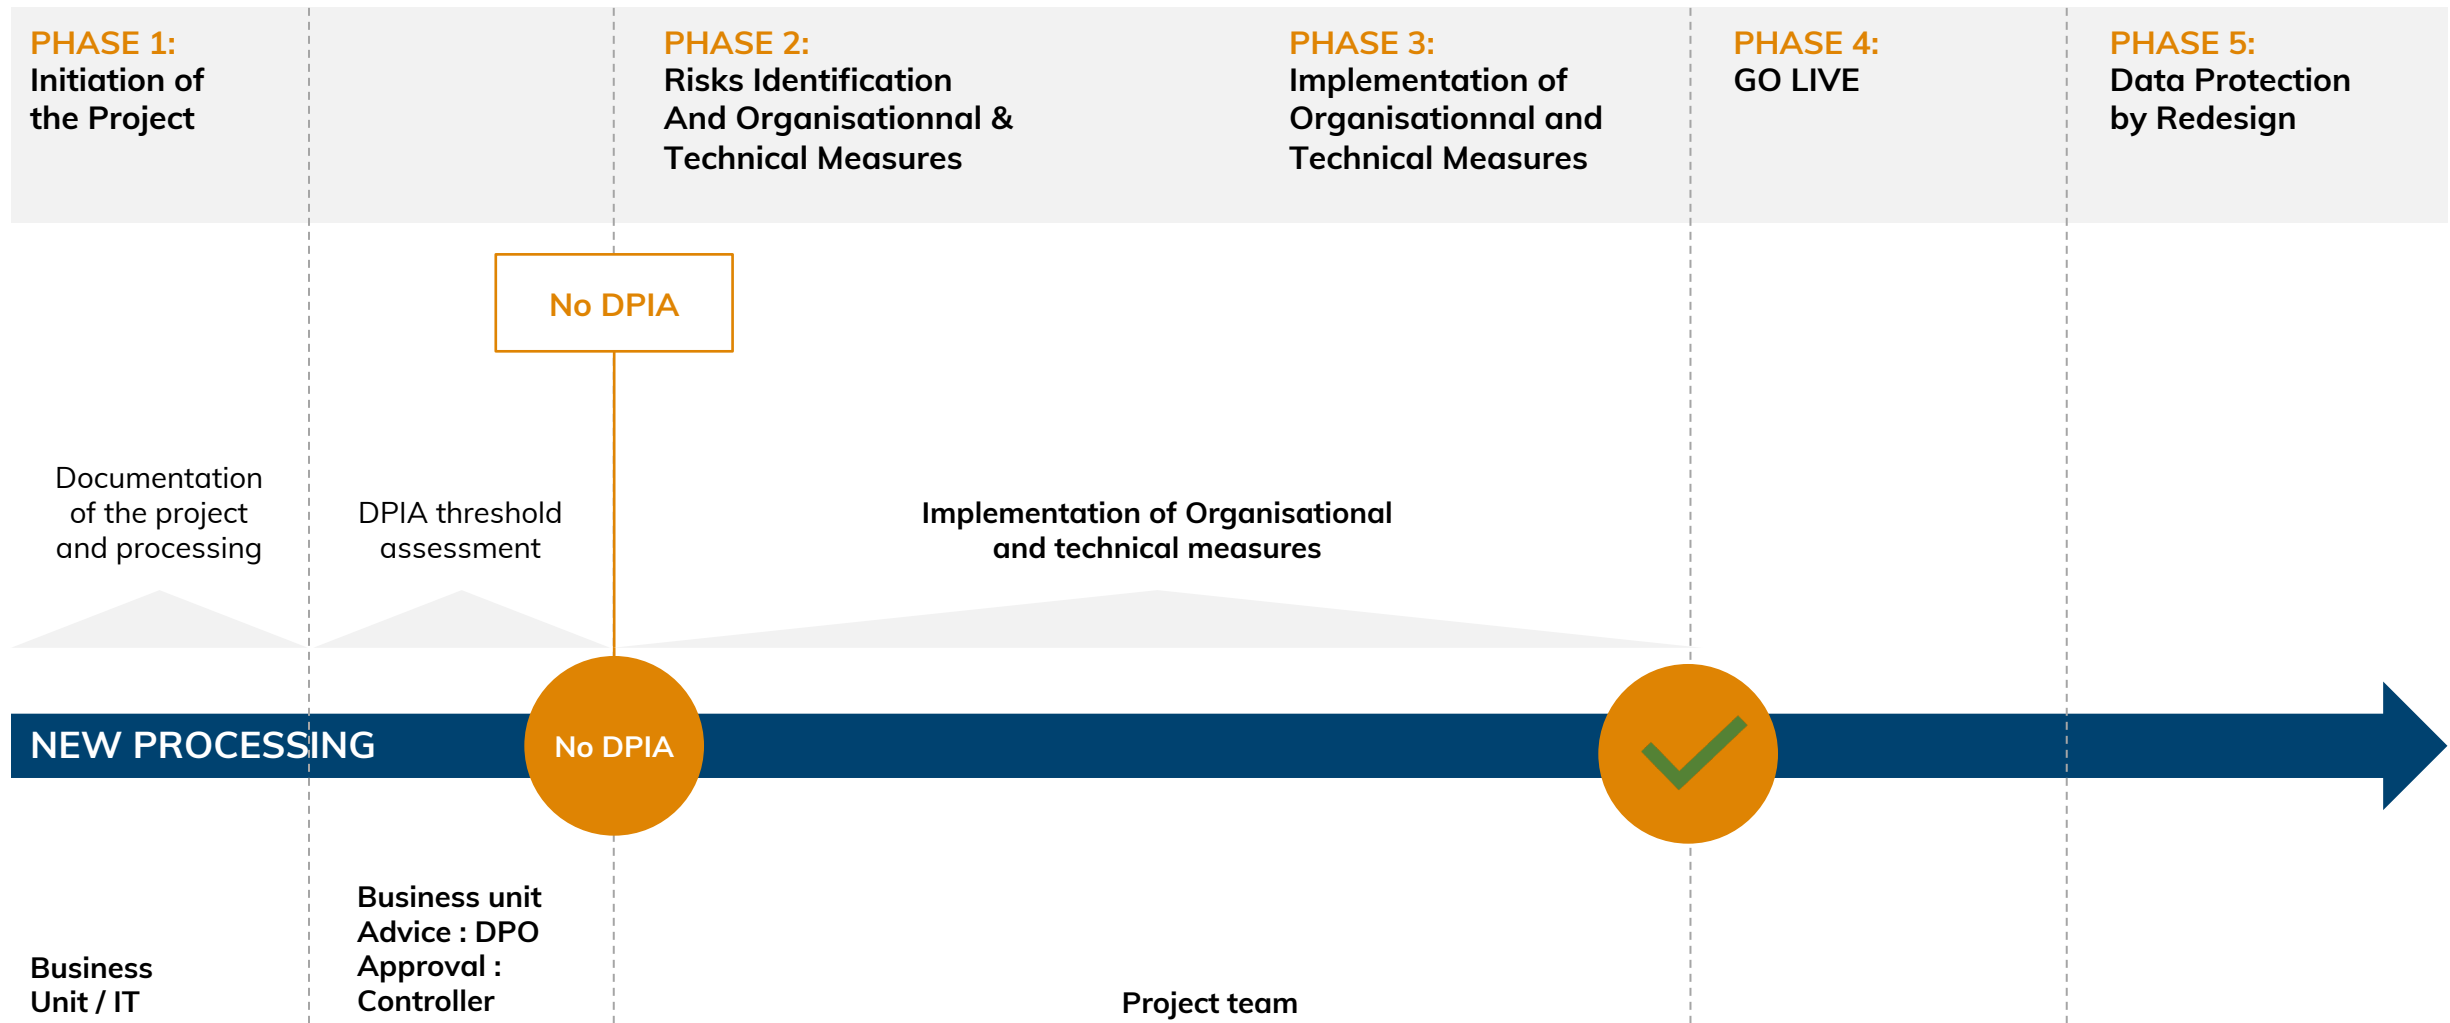 PHASE 1:
Initiation of
the Project
PHASE 2:
Risks Identification
And Organisationnal &
Technical Measures
PHASE 3:
Implementation of
Organisationnal and
Technical Measures
PHASE 4:
GO LIVE
PHASE 5:
Data Protection
by Redesign
No DPIA
Documentation
of the project
and processing
DPIA threshold
assessment
Implementation of Organisational
and technical measures
NEW PROCESSING
No DPIA
Business
Unit / IT
Business unit
Advice : DPO
Approval :
Controller
Project team